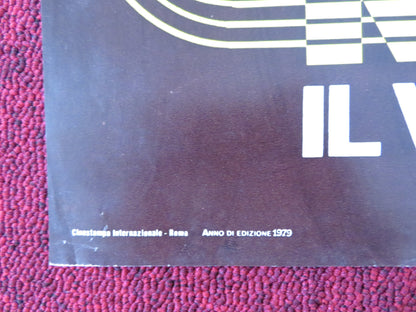 IL V
Cinestampa Internazionale - Roma ANNO DI EDIZIONE 1979